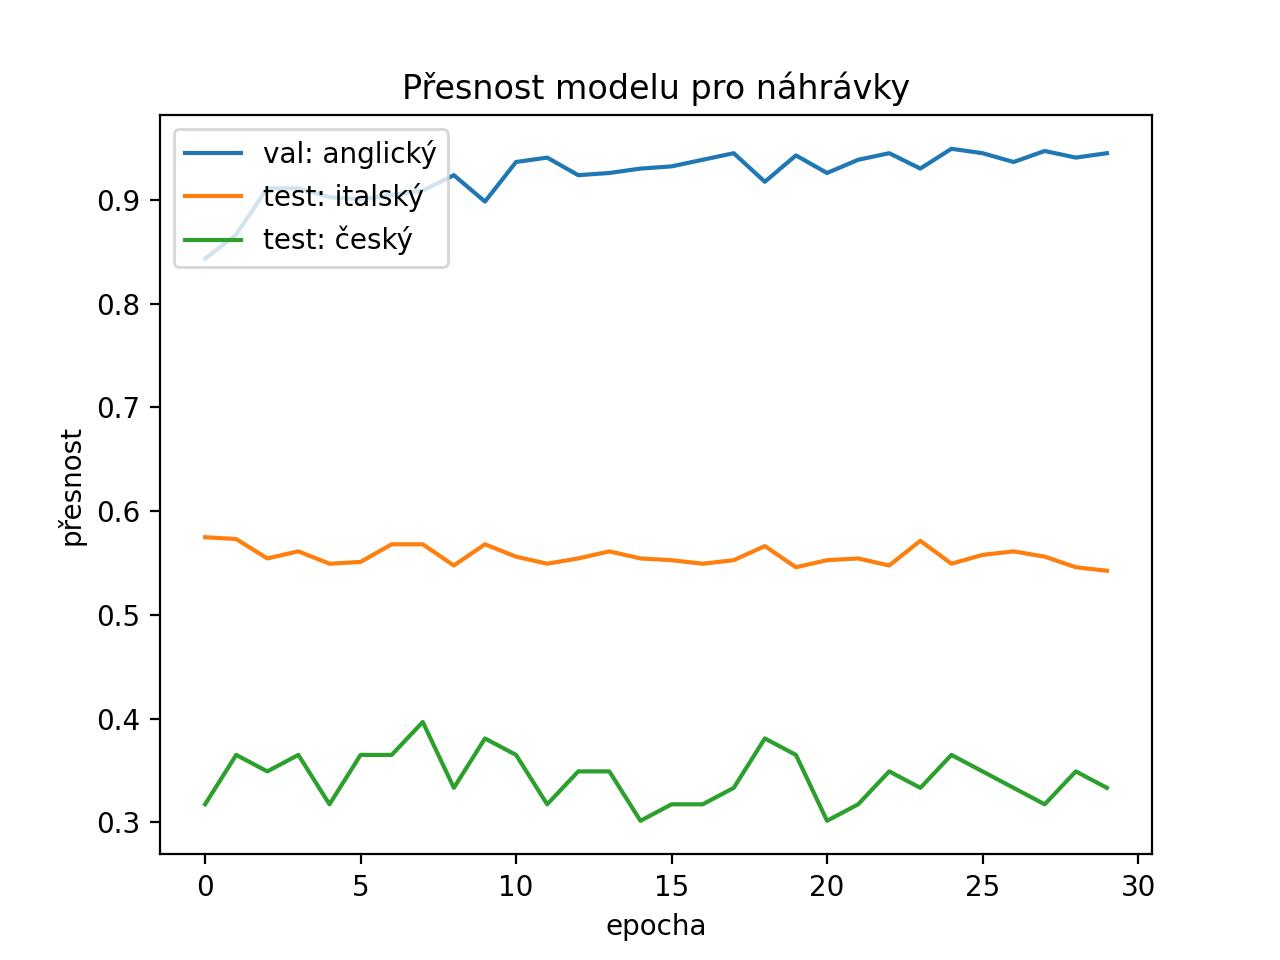 Přesnost modelu pro náhrávky
val: anglický
test: italský
test: český
přesnost
0.9
0.8
0.7
0.6
0.5
0.4
0.3
0 5 10 15 20 25 30
epocha